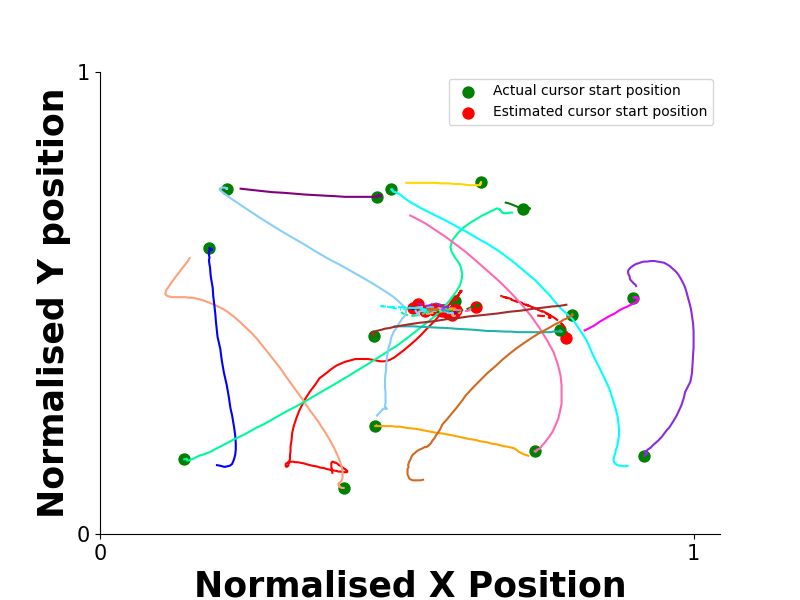 1
Actual cursor start position
Estimated cursor start position
Normalised Y position
0
0
1
Normalised X Position